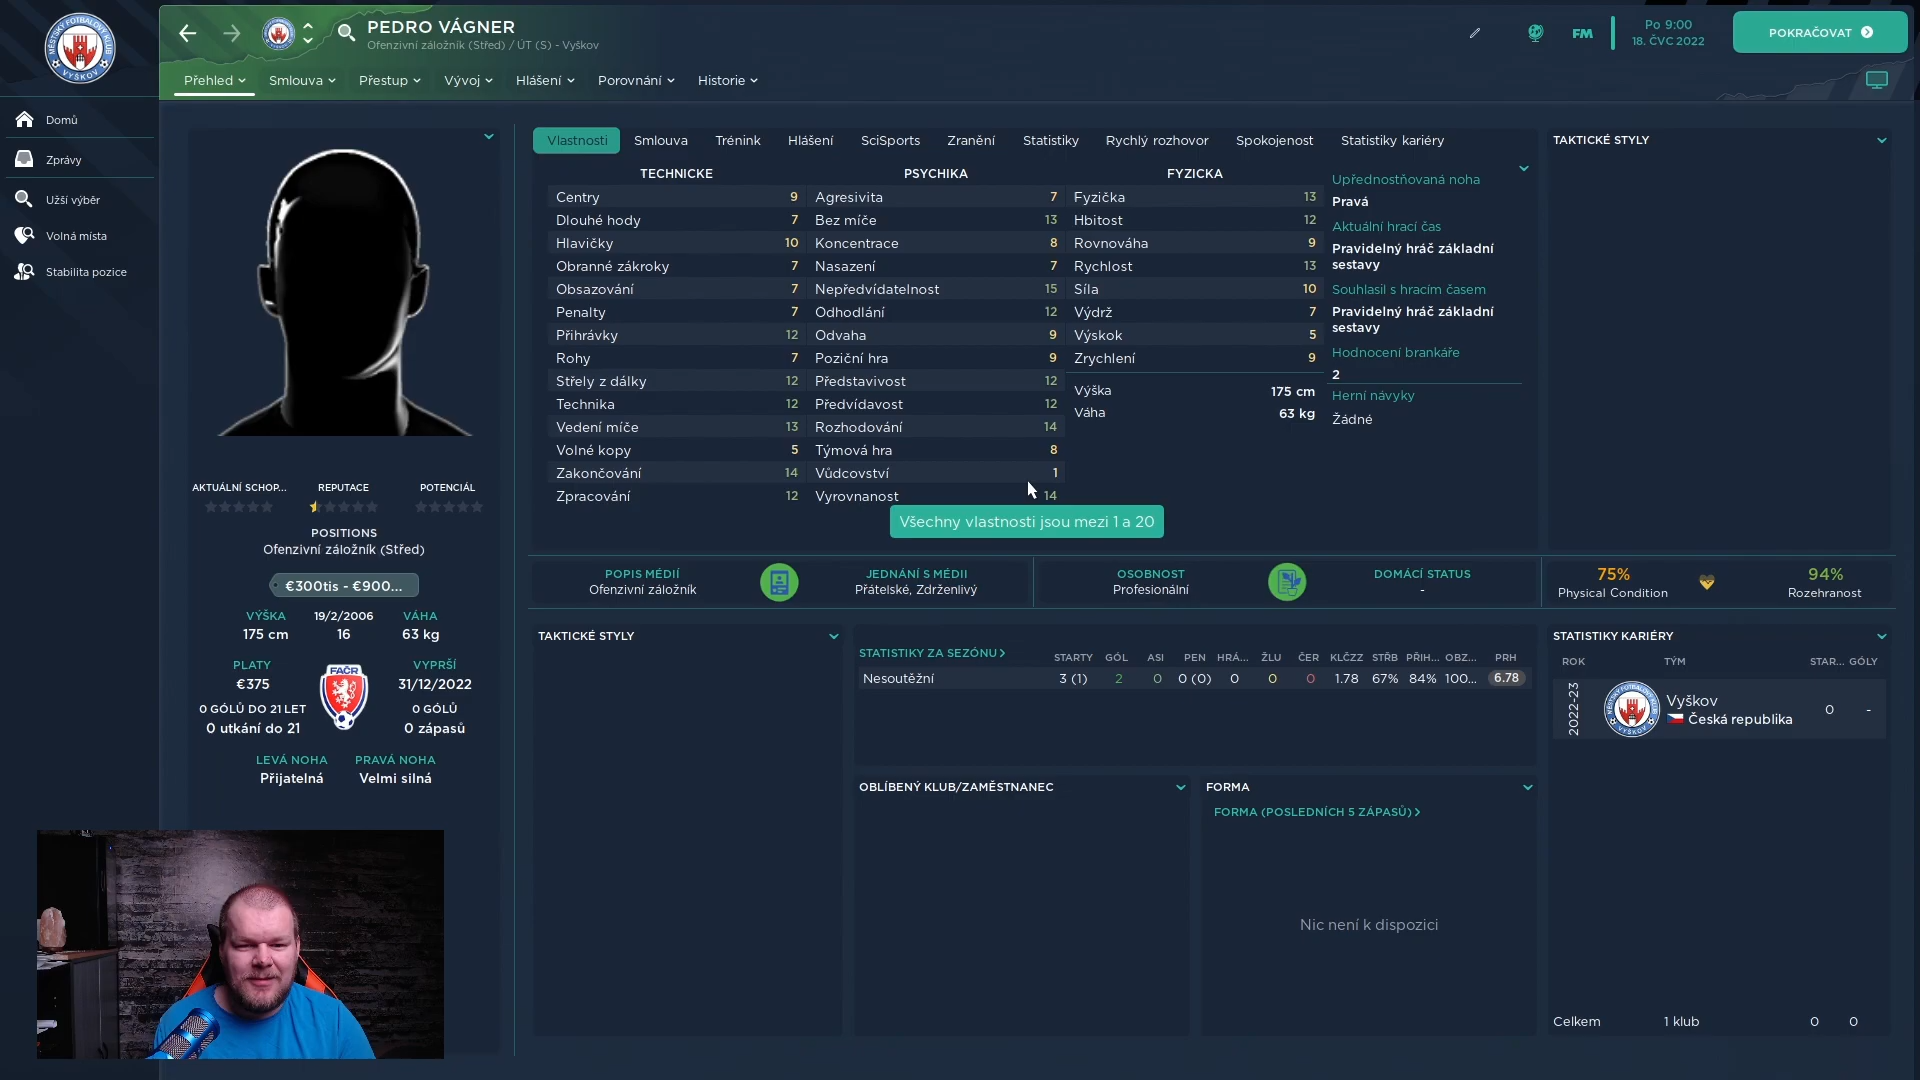 PEDRO VÁGNER
Ofenzivní záložník (Střed) / ÚT (S) - Vyškov
FM
Po 9:00
18. ČVC 2022
POKRAČOVAT
MĚSTSKÝ FOTBALOVÝ KLUB
VYŠKOV
Přehled
Smlouva
Přestup
Vývoj
Hlášení
Porovnání
Historie
Domů
Zprávy
Užší výběr
Volná místa
Stabilita pozice
AKTUÁLNÍ SCHOP... REPUTACE POTENCIÁL
POSITIONS
Ofenzivní záložník (Střed)
€300tis - €900...
VÝŠKA 19/2/2006 VÁHA
175 cm 16 63 kg
PLATY VYPRŠÍ
€375 31/12/2022
FAČR
0 GÓLŮ DO 21 LET 0 GÓLŮ
0 utkání do 21 0 zápasů
LEVÁ NOHA PRAVÁ NOHA
Přijatelná Velmi silná
Vlastnosti Smlouva Trénink Hlášení SciSports Zranění Statistiky Rychlý rozhovor Spokojenost Statistiky kariéry
TECHNICKE
Centry 9
Dlouhé hody 7
Hlavičky 10
Obranné zákroky 7
Obsazování 7
Penalty 7
Přihrávky 12
Rohy 7
Střely z dálky 12
Technika 12
Vedení míče 13
Volné kopy 5
Zakončování 14
Zpracování 12
PSYCHIKA
Agresivita 7
Bez míče 13
Koncentrace 8
Nasazení 7
Nepředvídatelnost 15
Odhodlání 12
Odvaha 9
Poziční hra 9
Představivost 12
Předvídavost 12
Rozhodování 14
Týmová hra 8
Vůdcovství 1
Vyrovnanost 14
FYZICKA
Fyzička 13
Hbitost 12
Rovnováha 9
Rychlost 13
Síla 10
Výdrž 7
Výskok 5
Zrychlení 9
Výška 175 cm
Váha 63 kg
Upřednostňovaná noha
Pravá
Aktuální hrací čas
Pravidelný hráč základní
sestavy
Souhlasil s hracím časem
Pravidelný hráč základní
sestavy
Hodnocení brankáře
2
Herní návyky
Žádné
Všechny vlastnosti jsou mezi 1 a 20
TAKTICKÉ STYLY
POPIS MÉDIÍ
Ofenzivní záložník
JEDNÁNÍ S MÉDII
Přátelské, Zdrženlivý
OSOBNOST
Profesionální
DOMÁCÍ STATUS
-
75%
Physical Condition
94%
Rozehranost
TAKTICKÉ STYLY
STATISTIKY ZA SEZÓNU STARTY GÓL ASI PEN HRÁ... ŽLU ČER KLČZZ STŘB PŘIH... OBZ... PRH
Nesoutěžní 3 (1) 2 0 0 (0) 0 0 0 1.78 67% 84% 100... 6.78
OBLÍBENÝ KLUB/ZAMĚSTNANEC
FORMA
FORMA (POSLEDNÍCH 5 ZÁPASŮ)
Nic není k dispozici
STATISTIKY KARIÉRY
ROK TÝM STAR... GÓLY
2022-23 Vyškov 0 -
Česká republika
Celkem 1 klub 0 0